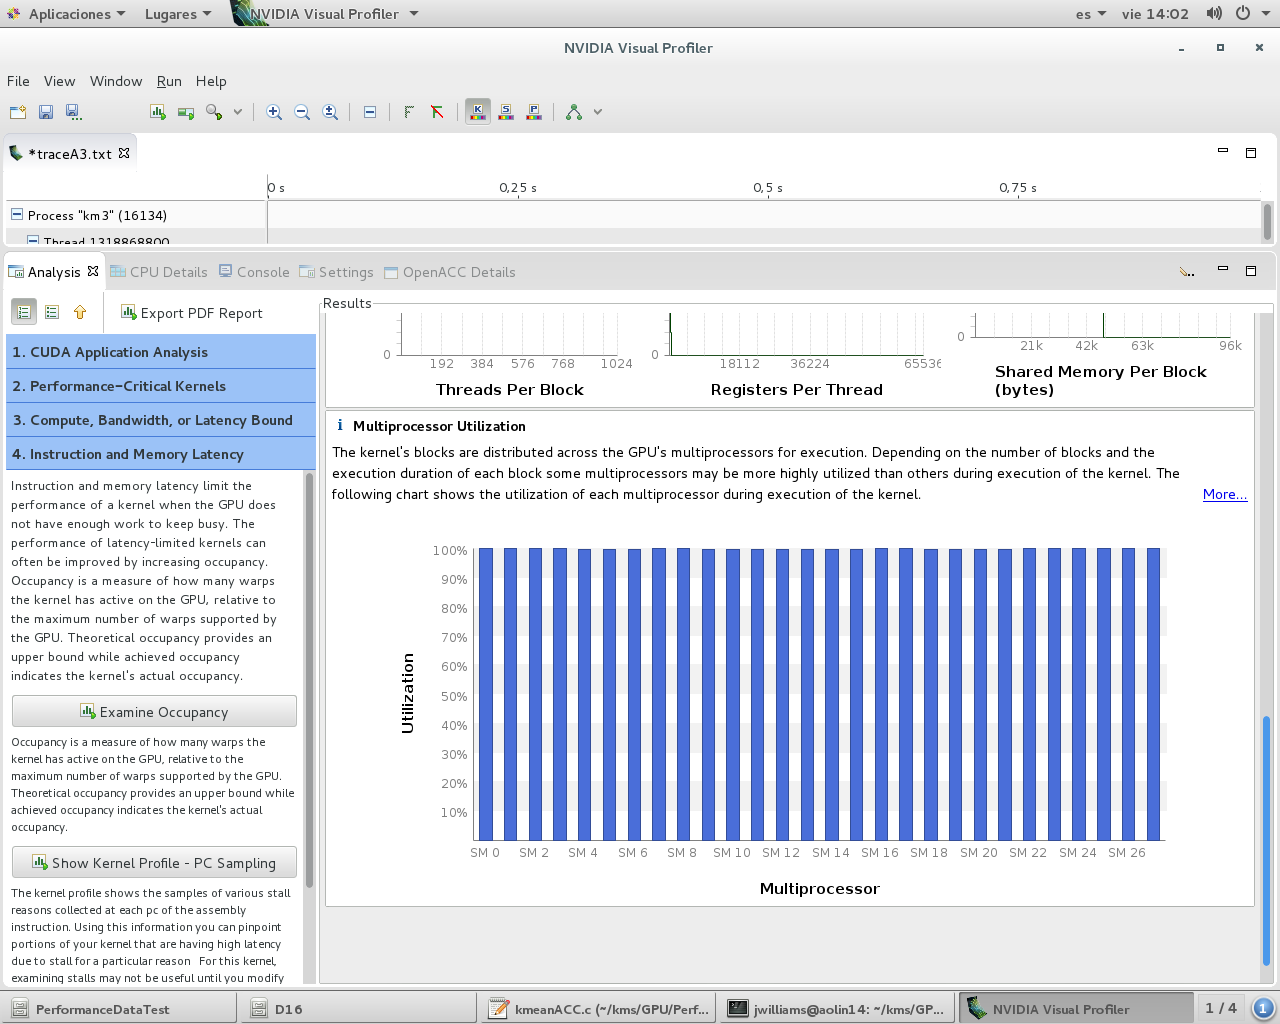 Aplicaciones Lugares NVIDIA Visual Profiler es vie 14:02
NVIDIA Visual Profiler
File View Window Run Help
K S P
*traceA3.txt
0 s 0,25 s 0,5 s 0,75 s
Process "km3" (16134)
Thread 1318868800
Analysis CPU Details Console Settings OpenACC Details
Export PDF Report
1. CUDA Application Analysis
2. Performance-Critical Kernels
3. Compute, Bandwidth, or Latency Bound
4. Instruction and Memory Latency
Instruction and memory latency limit the
performance of a kernel when the GPU does
not have enough work to keep busy. The
performance of latency-limited kernels can
often be improved by increasing occupancy.
Occupancy is a measure of how many warps
the kernel has active on the GPU, relative to
the maximum number of warps supported by
the GPU. Theoretical occupancy provides an
upper bound while achieved occupancy
indicates the kernel's actual occupancy.
Examine Occupancy
Occupancy is a measure of how many warps the
kernel has active on the GPU, relative to the
maximum number of warps supported by the GPU.
Theoretical occupancy provides an upper bound while
achieved occupancy indicates the kernel's actual
occupancy.
Show Kernel Profile - PC Sampling
The kernel profile shows the samples of various stall
reasons collected at each pc of the assembly
instruction. Using this information you can pinpoint
portions of your kernel that are having high latency
due to stall for a particular reason For this kernel,
examining stalls may not be useful until you modify
Results
0 192 384 576 768 1024
Threads Per Block
0 18112 36224 65536
Registers Per Thread
0 21k 42k 63k 96k
Shared Memory Per Block
(bytes)
Multiprocessor Utilization
The kernel's blocks are distributed across the GPU's multiprocessors for execution. Depending on the number of blocks and the
execution duration of each block some multiprocessors may be more highly utilized than others during execution of the kernel. The
following chart shows the utilization of each multiprocessor during execution of the kernel.
More...
100%
90%
80%
70%
60%
50%
40%
30%
20%
10%
Utilization
SM 0 SM 2 SM 4 SM 6 SM 8 SM 10 SM 12 SM 14 SM 16 SM 18 SM 20 SM 22 SM 24 SM 26
Multiprocessor
PerformanceDataTest D16 kmeanACC.c (~/kms/GPU/Perf... jwilliams@aolin14: ~/kms/GP... NVIDIA Visual Profiler 1 / 4 1